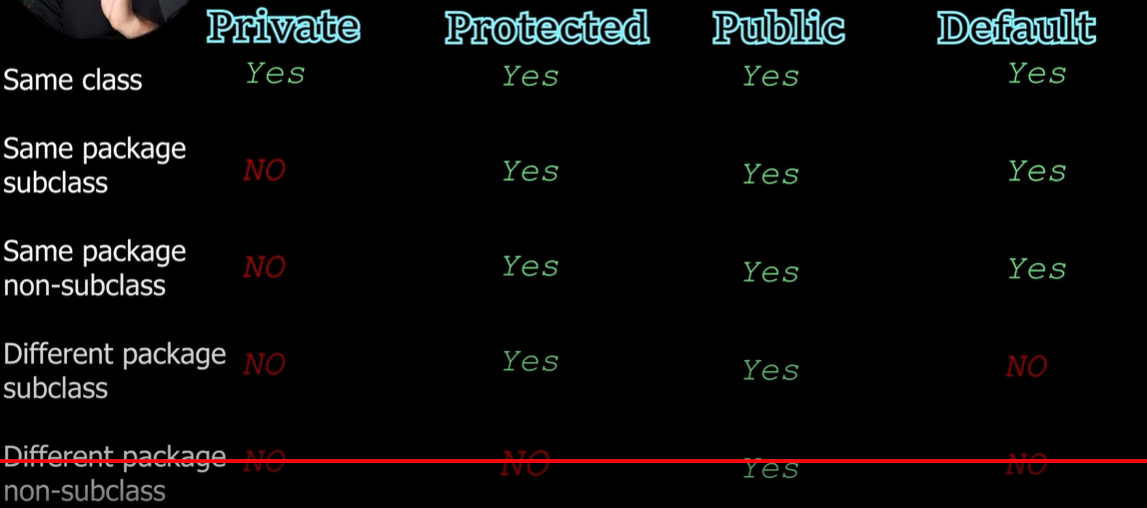 Private Protected Public Default
Same class Yes Yes Yes Yes
Same package
subclass NO Yes Yes Yes
Same package
non-subclass NO Yes Yes Yes
Different package
subclass NO Yes Yes NO
Different package NO NO Yes NO
non-subclass